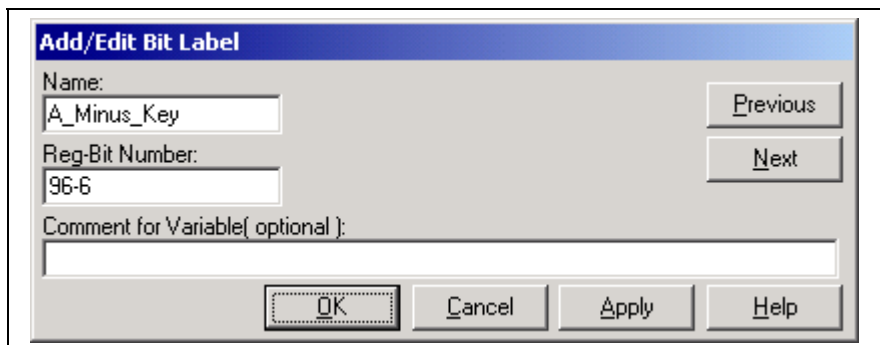 Add/Edit Bit Label
Name:
A_Minus_Key
Previous
Reg-Bit Number:
Next
96-6
Comment for Variable( optional ):
OK Cancel Apply Help